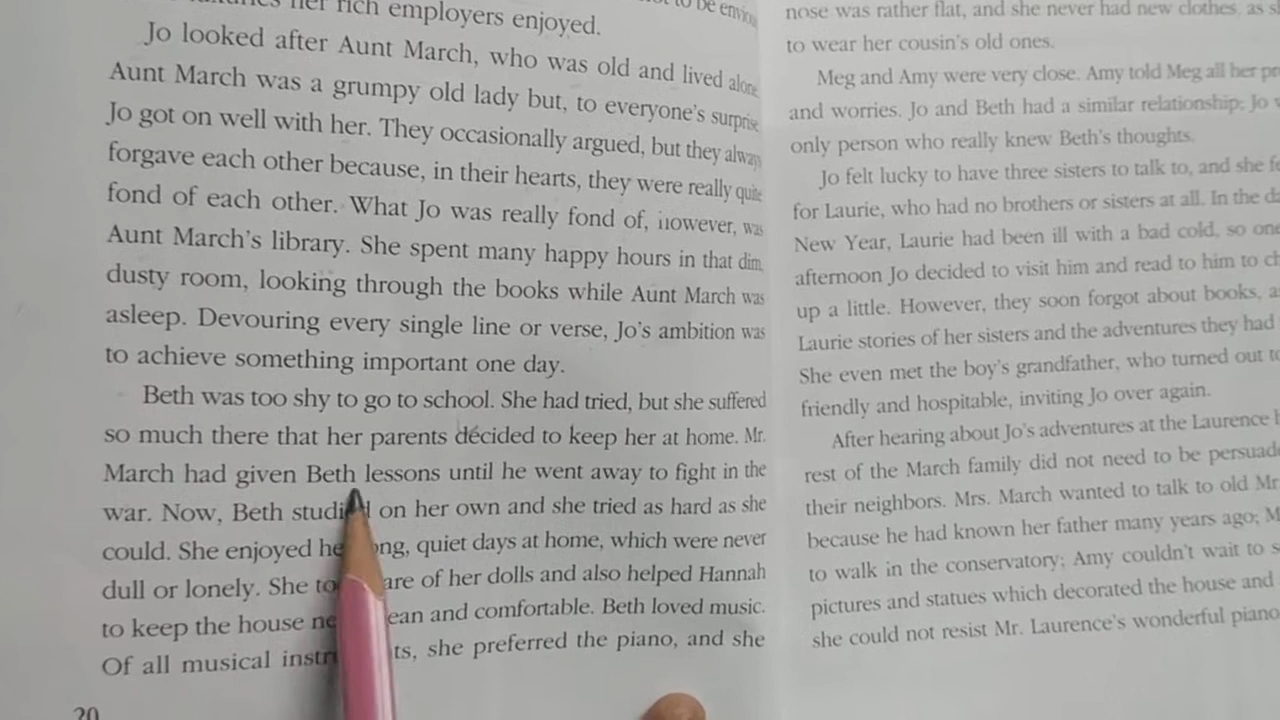 her rich employers enjoyed.
Jo looked after Aunt March, who was old and lived alone.
Aunt March was a grumpy old lady but, to everyone's surprise,
Jo got on well with her. They occasionally argued, but they always
forgave each other because, in their hearts, they were really quite
fond of each other. What Jo was really fond of, however, was
Aunt March's library. She spent many happy hours in that dim,
dusty room, looking through the books while Aunt March was
asleep. Devouring every single line or verse, Jo's ambition was
to achieve something important one day.
Beth was too shy to go to school. She had tried, but she suffered
so much there that her parents decided to keep her at home. Mr.
March had given Beth lessons until he went away to fight in the
war. Now, Beth studied on her own and she tried as hard as she
could. She enjoyed ong, quiet days at home, which were never
dull or lonely. She are of her dolls and also helped Hannah
to keep the house ean and comfortable. Beth loved music.
Of all musical ts, she preferred the piano, and she
20
nose was rather flat, and she never had new clothes, as
to wear her cousin's old ones.
Meg and Amy were very close. Amy told Meg all her
and worries. Jo and Beth had a similar relationship; Jo
only person who really knew Beth's thoughts.
Jo felt lucky to have three sisters to talk to, and she
for Laurie, who had no brothers or sisters at all. In the
New Year, Laurie had been ill with a bad cold, so one
afternoon Jo decided to visit him and read to him to
up a little. However, they soon forgot about books,
Laurie stories of her sisters and the adventures they had
She even met the boy's grandfather, who turned out
friendly and hospitable, inviting Jo over again.
After hearing about Jo's adventures at the Laurence
rest of the March family did not need to be
their neighbors. Mrs. March wanted to talk to old Mr
because he had known her father many years ago;
to walk in the conservatory; Amy couldn't wait to
pictures and statues which decorated the house and
she could not resist Mr. Laurence's wonderful piano